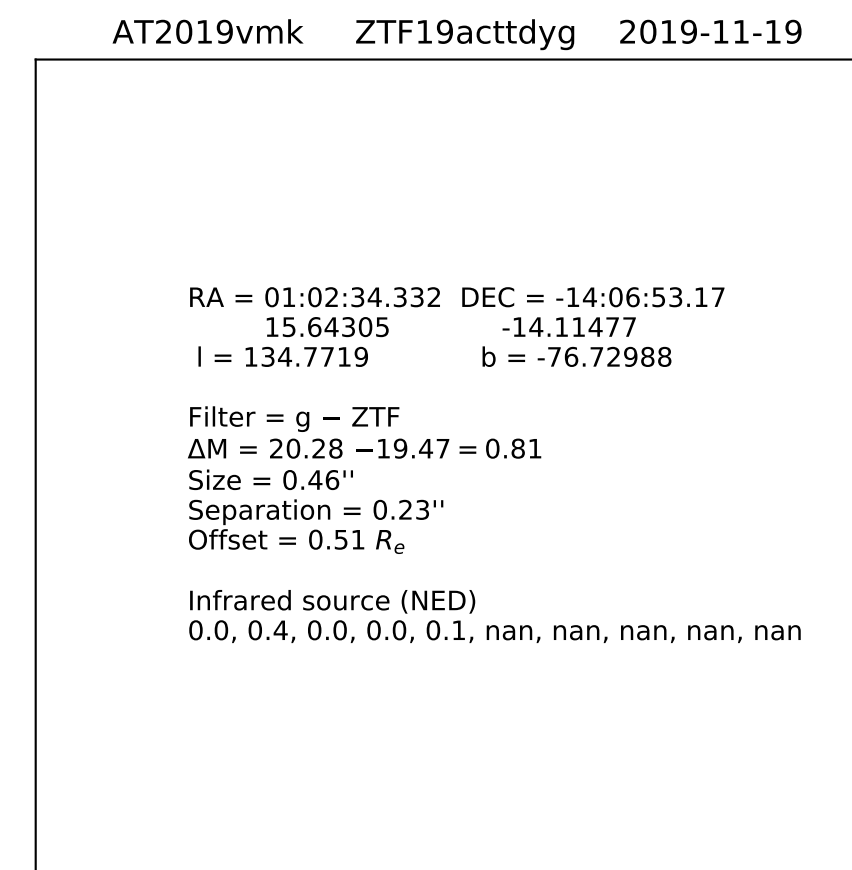 AT2019vmk ZTF19acttdyg 2019-11-19
RA = 01:02:34.332 DEC = -14:06:53.17
15.64305 -14.11477
l = 134.7719 b = -76.72988
Filter = g − ZTF
ΔM = 20.28 −19.47 = 0.81
Size = 0.46''
Separation = 0.23''
Offset = 0.51 Re
Infrared source (NED)
0.0, 0.4, 0.0, 0.0, 0.1, nan, nan, nan, nan, nan